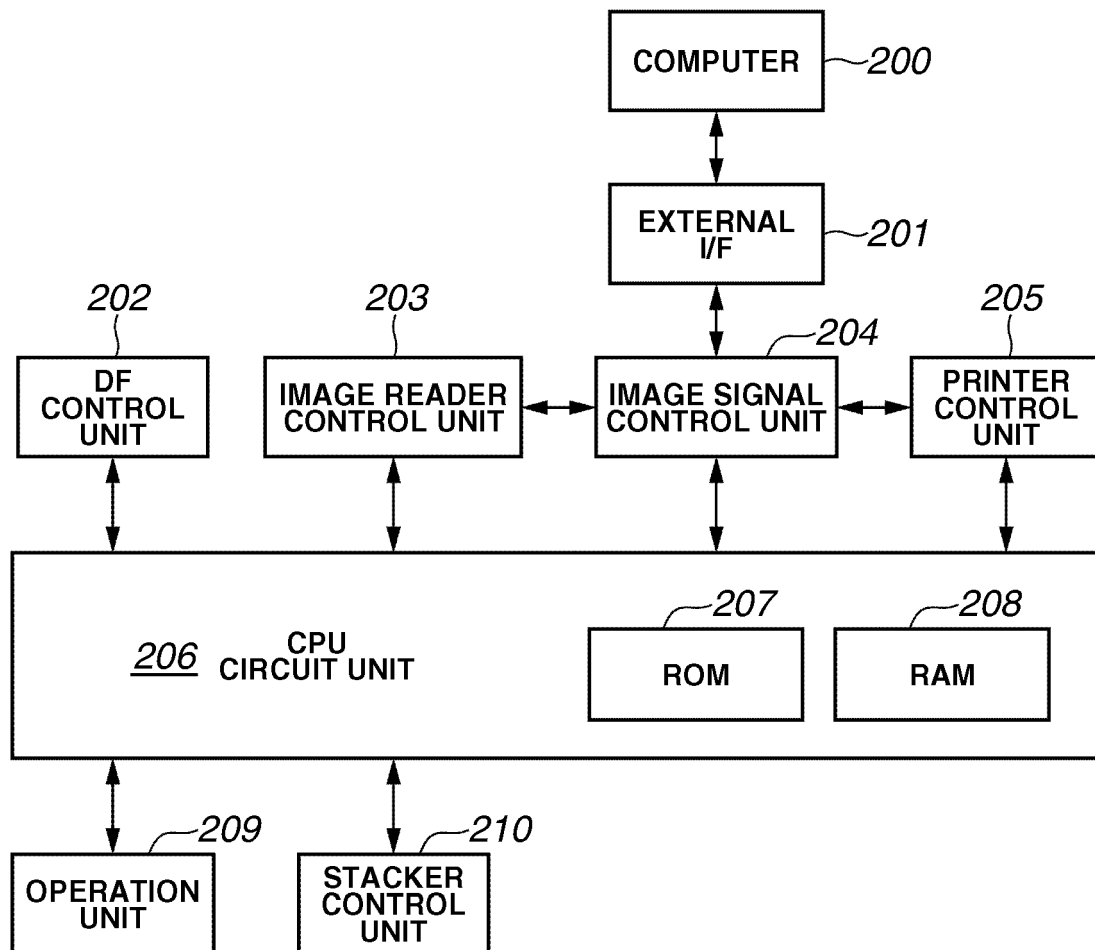 COMPUTER
200
EXTERNAL
I/F
201
202
203
204
205
DF
CONTROL
UNIT
IMAGE READER
CONTROL UNIT
IMAGE SIGNAL
CONTROL UNIT
PRINTER
CONTROL
UNIT
206
CPU
CIRCUIT UNIT
207
ROM
208
RAM
209
OPERATION
UNIT
210
STACKER
CONTROL
UNIT